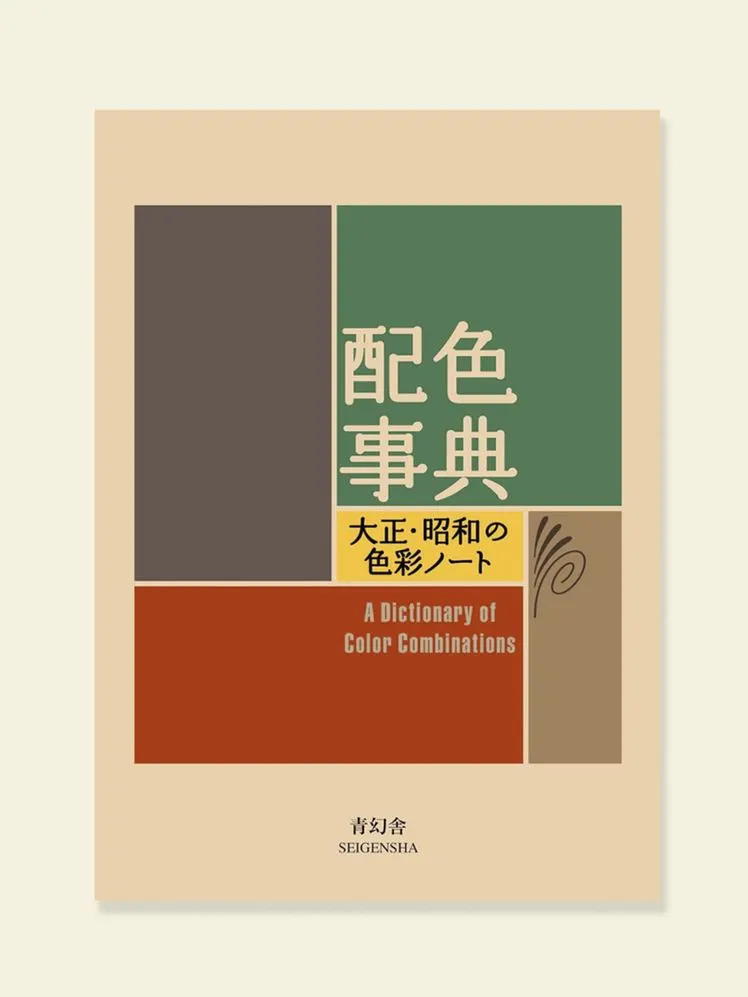 配色
事典
大正·昭和の
色彩ノート
A Dictionary of
Color Combinations
青幻舎
SEIGENSHA